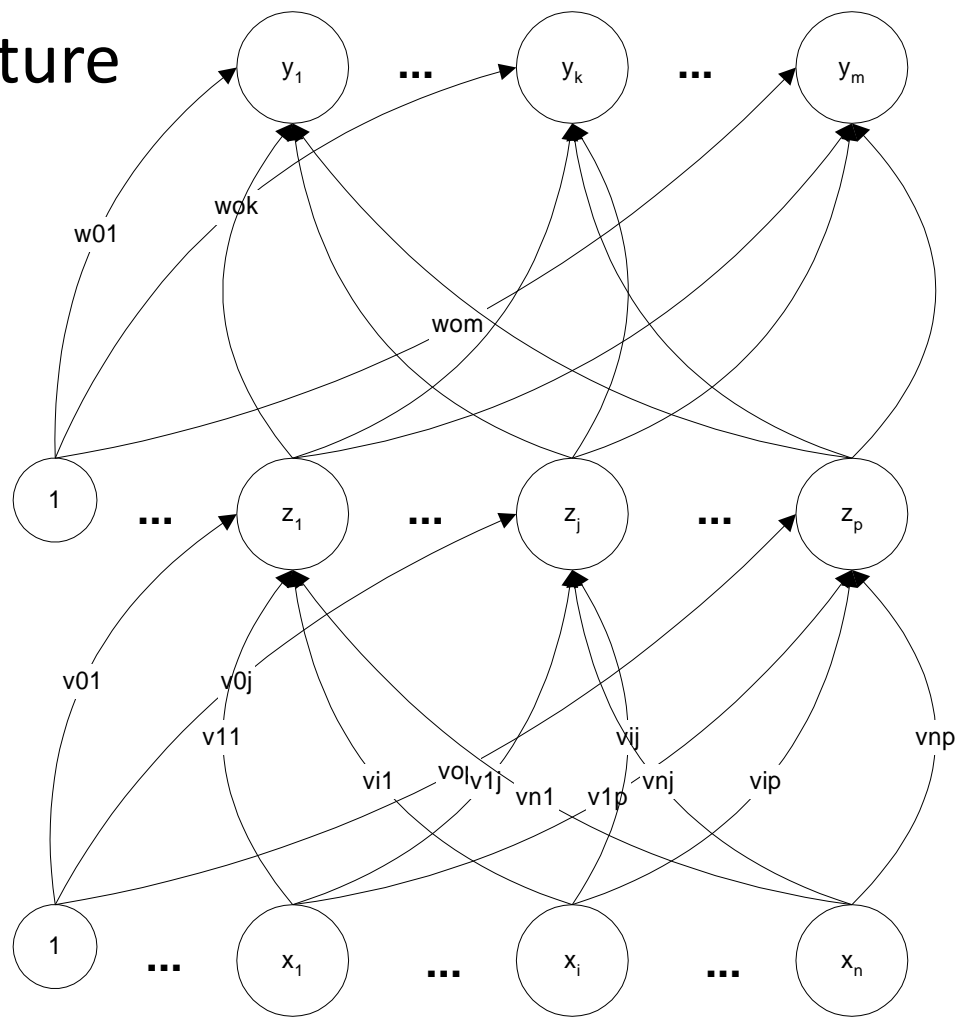 ture
y1 ... yk ... ym
wok
w01
wom
1 ... z1 ... zj ... zp
v01 v0j
v11 vij vnp
vi1 v1j vn1 v1p vnj vip
1 ... x1 ... xi ... xn